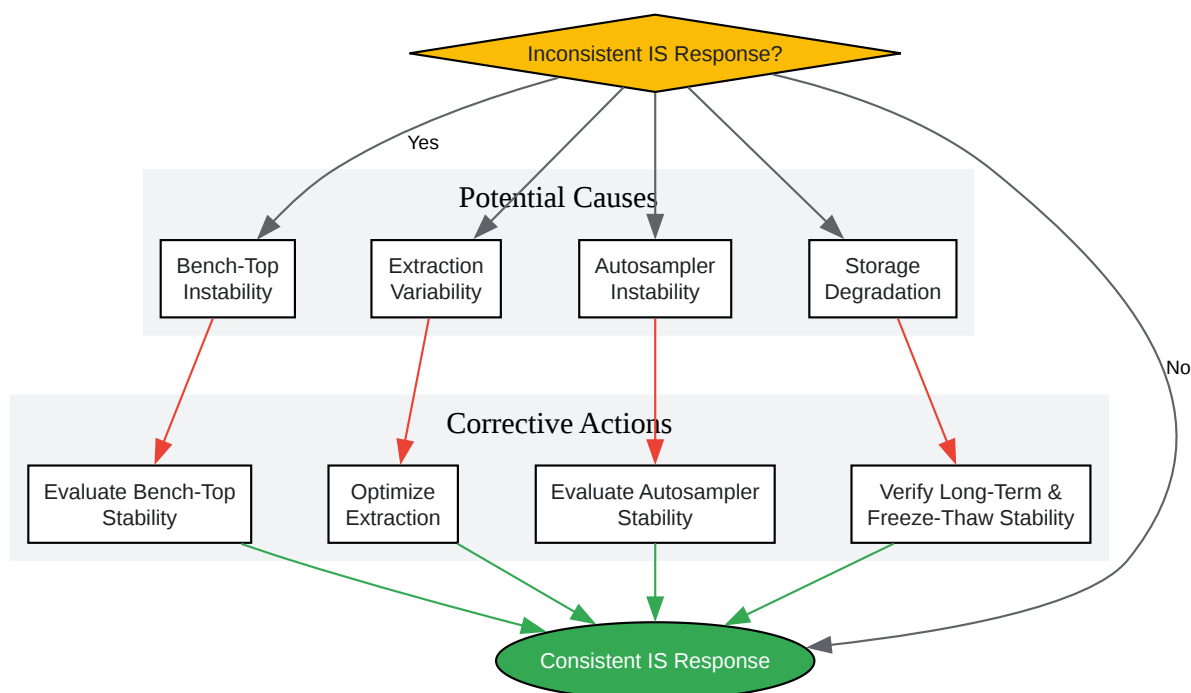 Inconsistent IS Response?
Yes
Potential Causes
Bench-Top
Instability
Extraction
Variability
Autosampler
Instability
Storage
Degradation
No
Corrective Actions
Evaluate Bench-Top
Stability
Optimize
Extraction
Evaluate Autosampler
Stability
Verify Long-Term &
Freeze-Thaw Stability
Consistent IS Response